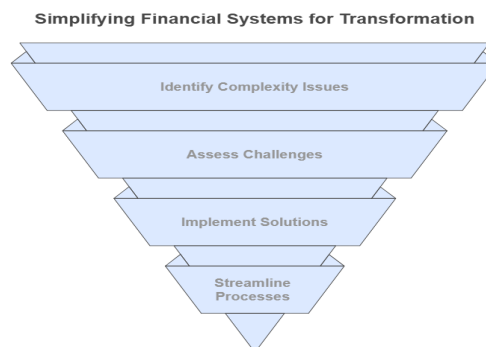 Simplifying Financial Systems for Transformation
Identify Complexity Issues
Assess Challenges
Implement Solutions
Streamline
Processes